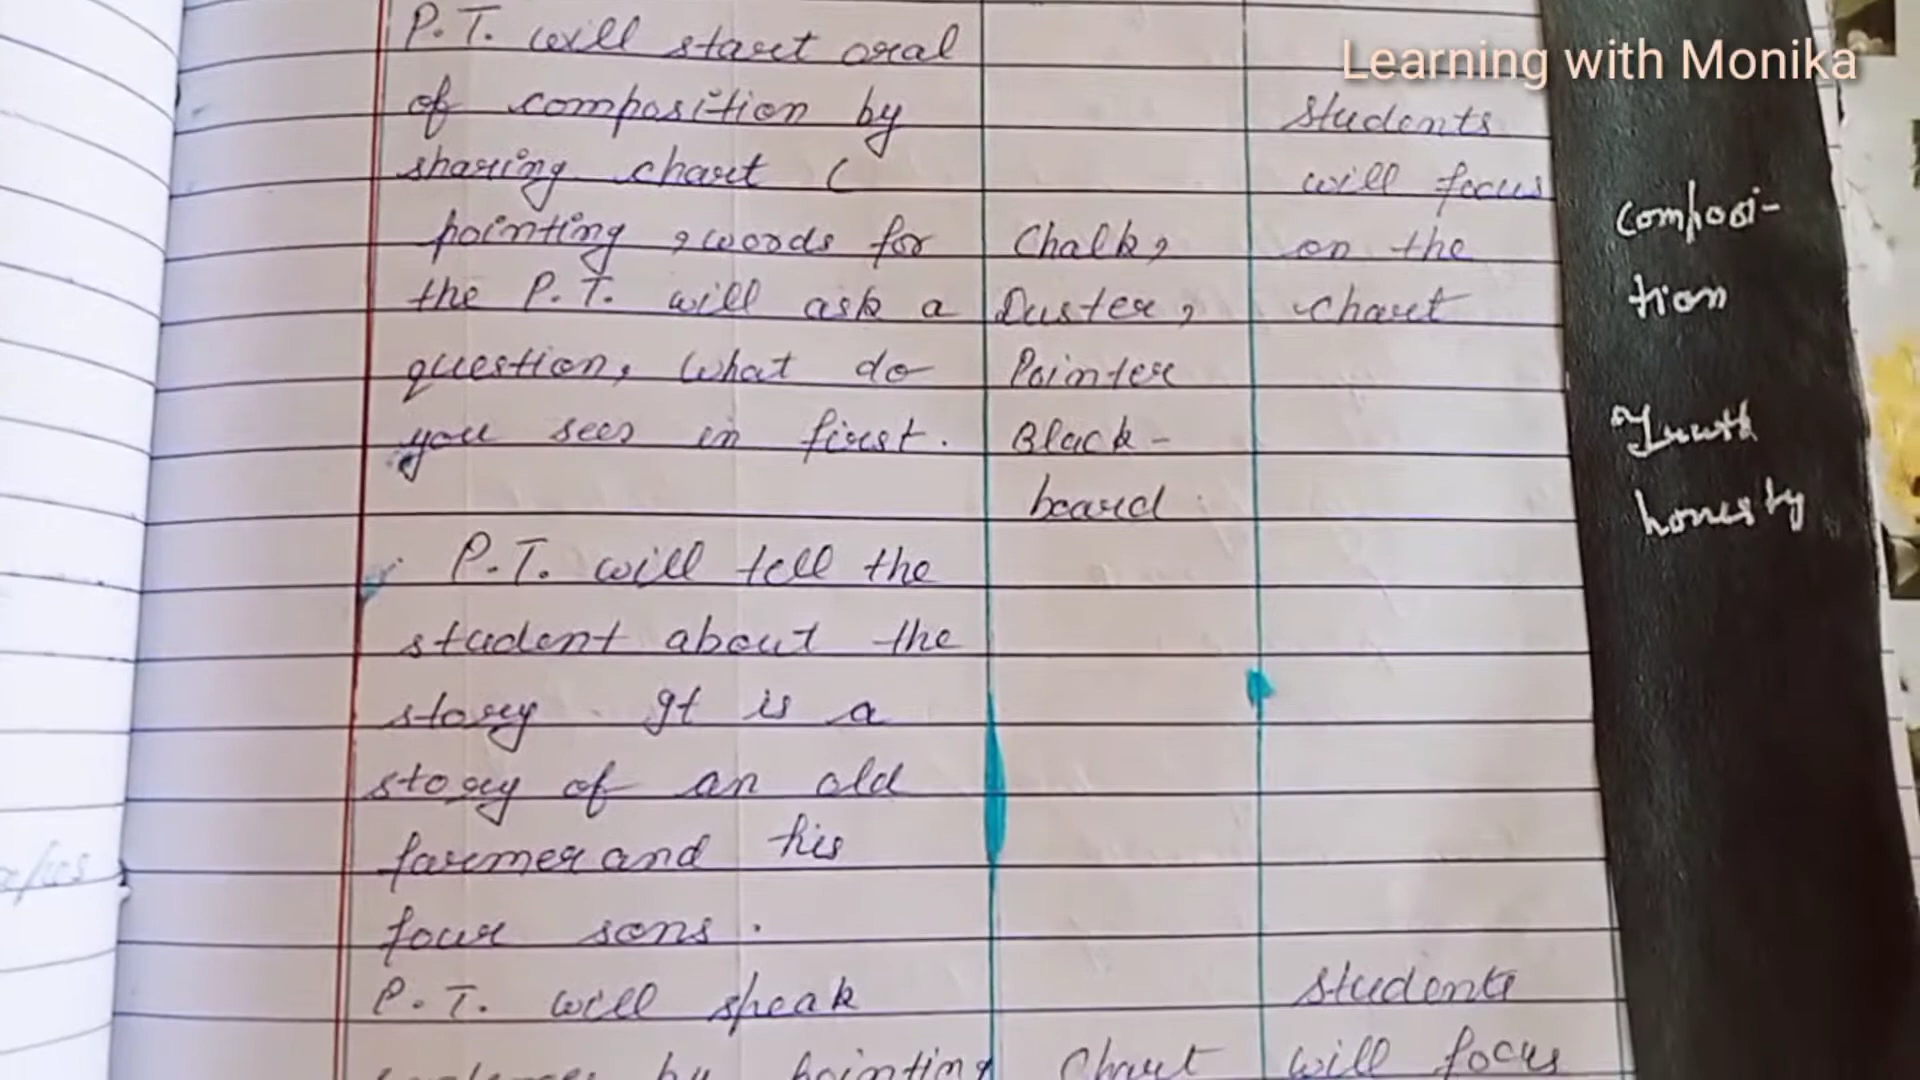 Learning with Monika
P.T. will start oral
of composition by
sharing chart (
pointing , words for
the P.T. will ask a
question, What do
you sees in first.
P.T. will tell the
student about the
story. It is a
story of an old
farmer and his
four sons.
P.T. will speak
by pointing
Chalk,
Duster,
Pointer
Black-
board
Chart
Students
will focus
on the
chart
Students
will focus
Composi-
tion
honesty